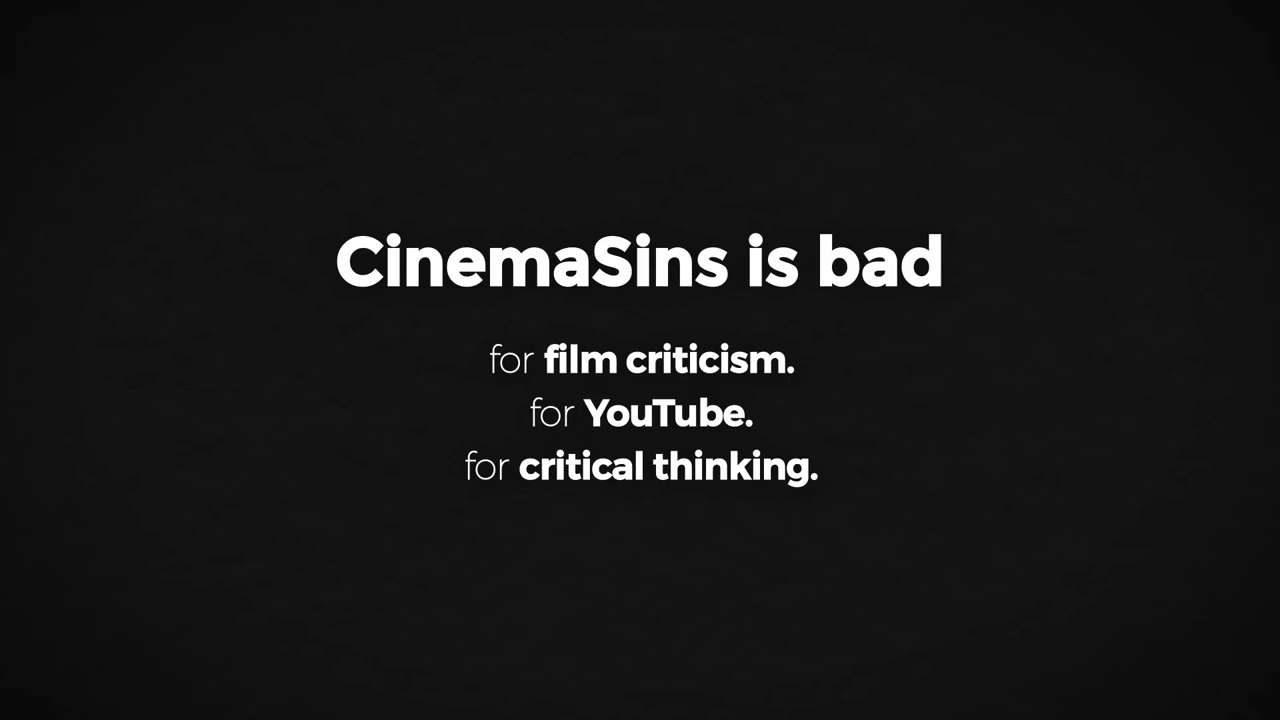 CinemaSins is bad
for film criticism.
for YouTube.
for critical thinking.